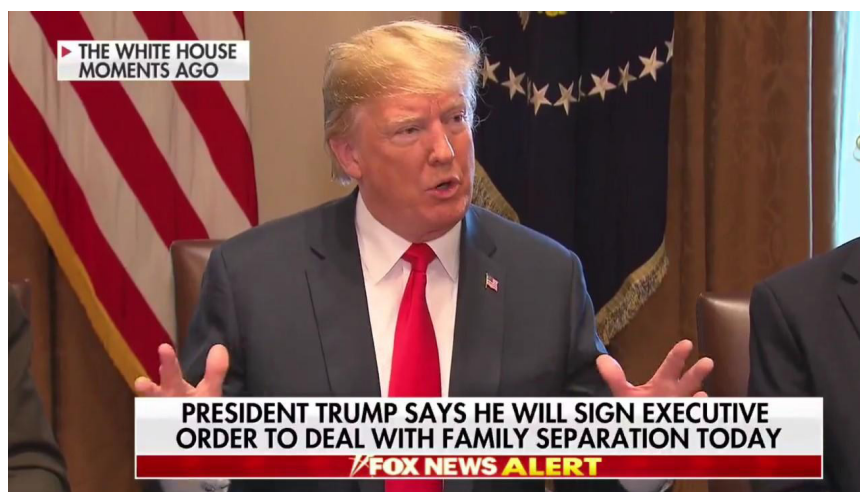 THE WHITE HOUSE
MOMENTS AGO
PRESIDENT TRUMP SAYS HE WILL SIGN EXECUTIVE
ORDER TO DEAL WITH FAMILY SEPARATION TODAY
FOX NEWS ALERT